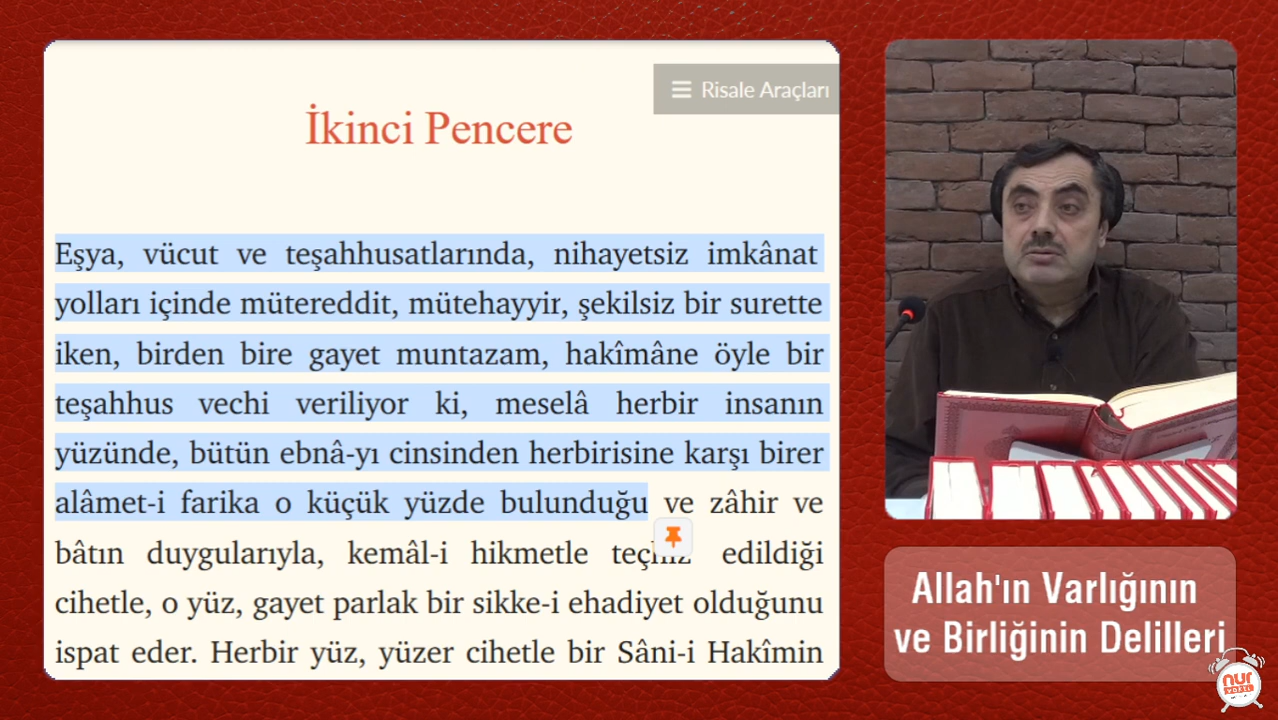 Risale Araçları
İkinci Pencere
Eşya, vücut ve teşahhusatlarında, nihayetsiz imkânat
yolları içinde mütereddit, mütehayyir, şekilsiz bir surette
iken, birden bire gayet muntazam, hakîmâne öyle bir
teşahhus vechi veriliyor ki, meselâ herbir insanın
yüzünde, bütün ebnâ-yı cinsinden herbirisine karşı birer
alâmet-i farika o küçük yüzde bulunduğu ve zâhir ve
bâtın duygularıyla, kemâl-i hikmetle teçhiz edildiği
cihetle, o yüz, gayet parlak bir sikke-i ehadiyet olduğunu
ispat eder. Herbir yüz, yüzer cihetle bir Sâni-i Hakîmin
Allah'ın Varlığının
ve Birliğinin Delilleri
nur